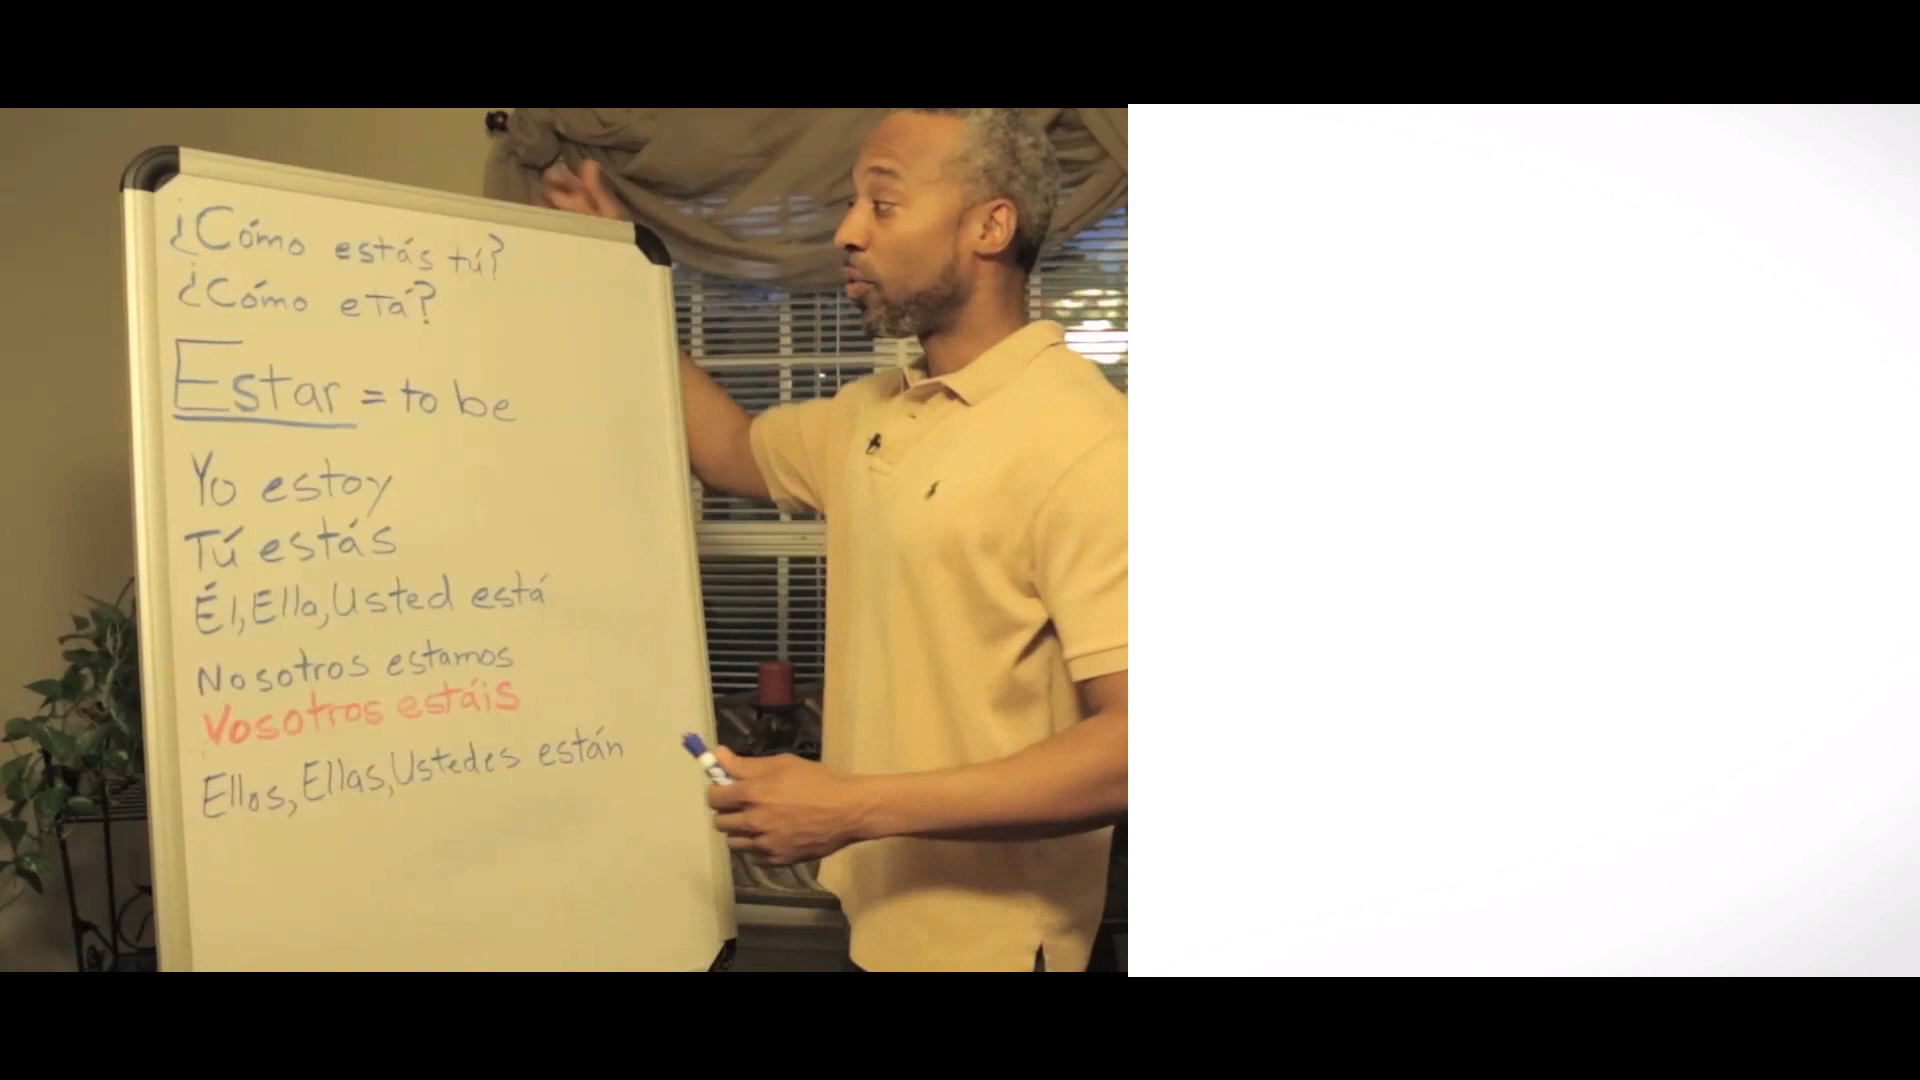 ¿Cómo estás tú?
¿Cómo etá?
Estar = to be
Yo estoy
Tú estás
Él, Ella, Usted está
Nosotros estamos
Vosotros estáis
Ellos, Ellas, Ustedes están